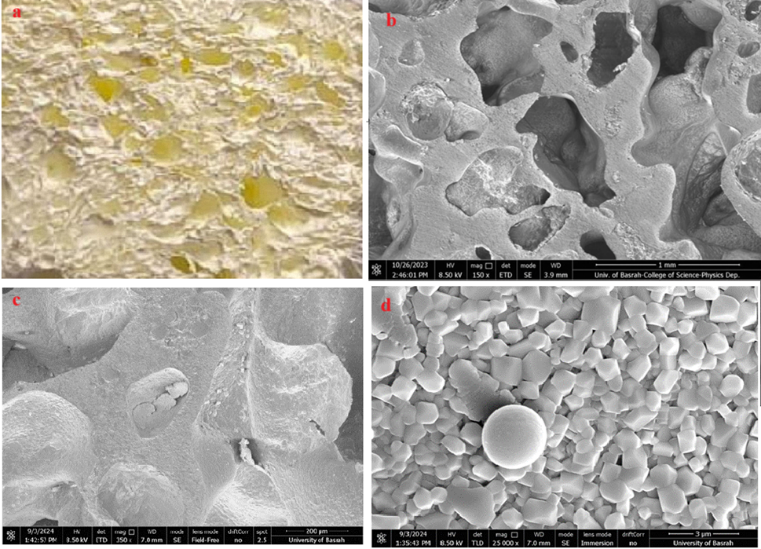 a
b
10/26/2023 HV mag det mode WD 1 mm
2:46:01 PM 8.50 kV 150 x ETD SE 3.9 mm Univ. of Basrah-College of Science-Physics Dep.
c
9/3/2024 HV det mag WD mode lens mode driftCorr spot 200 µm
1:42:57 PM 8.50 kV ETD 350 x 7.0 mm SE Field-Free no 2.5 University of Basrah
d
9/3/2024 HV det mag WD mode lens mode driftCorr 3 µm
1:35:43 PM 8.50 kV TLD 25 000 x 7.0 mm SE Immersion no University of Basrah